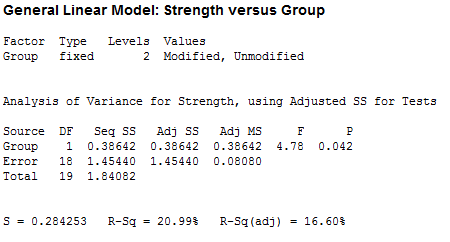 General Linear Model: Strength versus Group
Factor  Type   Levels  Values
Group   fixed       2  Modified, Unmodified
Analysis of Variance for Strength, using Adjusted SS for Tests
Source  DF   Seq SS   Adj SS   Adj MS     F      P
Group    1  0.38642  0.38642  0.38642  4.78  0.042
Error   18  1.45440  1.45440  0.08080
Total   19  1.84082
S = 0.284253   R-Sq = 20.99%   R-Sq(adj) = 16.60%